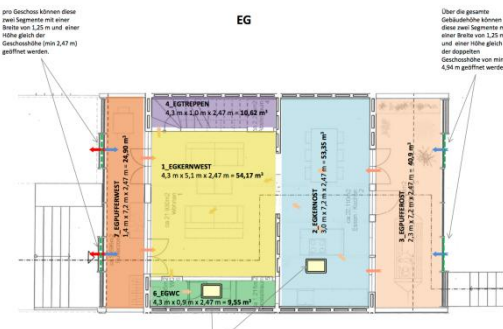 pro Geschoss können diese
zwei Segmente mit einer
Breite von 1,25 m und einer
Höhe gleich der
Geschosshöhe (min 2,47 m)
geöffnet werden.
EG
Über die gesamte
Gebäudehöhe können
diese zwei Segmente m
einer Breite von 1,25 m
und einer Höhe gleich
der doppelten
Geschosshöhe von min
4,94 m geöffnet werde
4_EGTREPPEN
4,3 m x 1,0 m x 2,47 m = 10,62 m³
1_EGKERNWEST
4,3 m x 5,1 m x 2,47 m = 54,17 m³
7_EGPUFFERWEST
1,4 m x 7,2 m x 2,47 m = 24,90 m³
2_EGKERNOST
3,0 m x 7,2 m x 2,47 m = 53,35 m³
3_EGPUFFEROST
2,3 m x 7,2 m x 2,47 m = 40,9 m³
6_EGWC
4,3 m x 0,9 m x 2,47 m = 9,55 m³